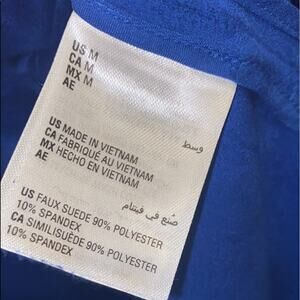 US M
CA M
MX M
AE وسط
US MADE IN VIETNAM
CA FABRIQUÉ AU VIETNAM
MX HECHO EN VIETNAM
AE صنع في فيتنام
US FAUX SUEDE 90% POLYESTER
10% SPANDEX
CA SIMILISUÈDE 90% POLYESTER
10% SPANDEX